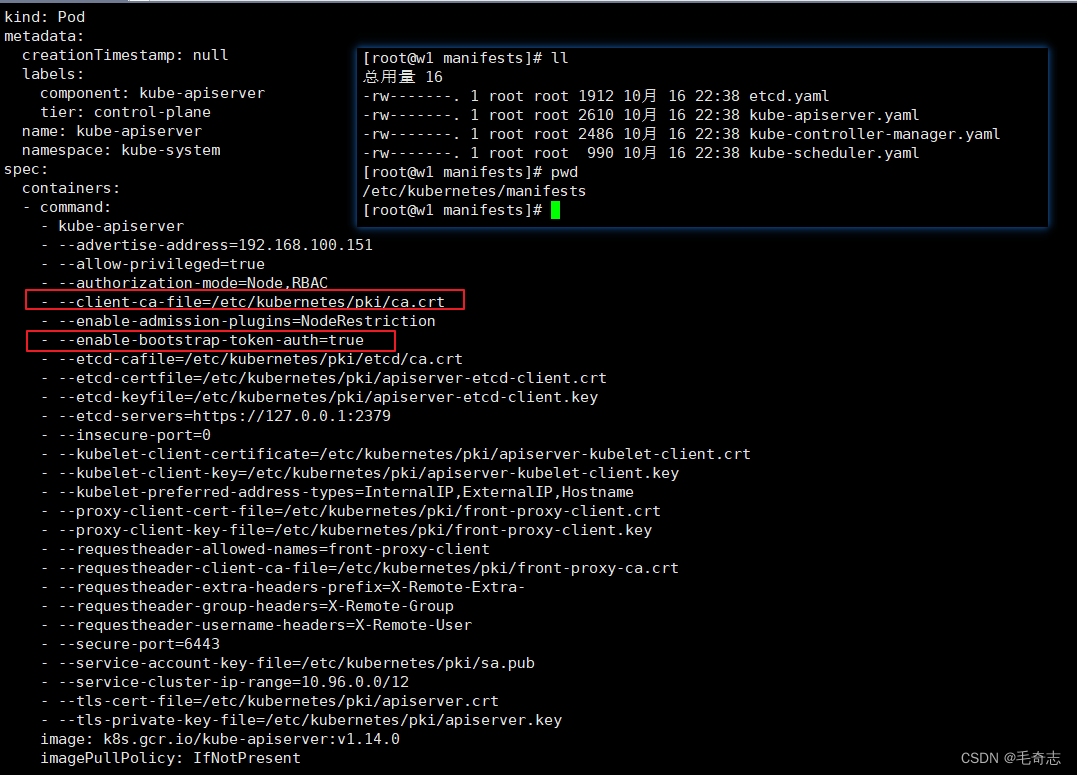 kind: Pod
metadata:
  creationTimestamp: null
  labels:
    component: kube-apiserver
    tier: control-plane
  name: kube-apiserver
  namespace: kube-system
spec:
  containers:
  - command:
    - kube-apiserver
    - --advertise-address=192.168.100.151
    - --allow-privileged=true
    - --authorization-mode=Node,RBAC
    - --client-ca-file=/etc/kubernetes/pki/ca.crt
    - --enable-admission-plugins=NodeRestriction
    - --enable-bootstrap-token-auth=true
    - --etcd-cafile=/etc/kubernetes/pki/etcd/ca.crt
    - --etcd-certfile=/etc/kubernetes/pki/apiserver-etcd-client.crt
    - --etcd-keyfile=/etc/kubernetes/pki/apiserver-etcd-client.key
    - --etcd-servers=https://127.0.0.1:2379
    - --insecure-port=0
    - --kubelet-client-certificate=/etc/kubernetes/pki/apiserver-kubelet-client.crt
    - --kubelet-client-key=/etc/kubernetes/pki/apiserver-kubelet-client.key
    - --kubelet-preferred-address-types=InternalIP,ExternalIP,Hostname
    - --proxy-client-cert-file=/etc/kubernetes/pki/front-proxy-client.crt
    - --proxy-client-key-file=/etc/kubernetes/pki/front-proxy-client.key
    - --requestheader-allowed-names=front-proxy-client
    - --requestheader-client-ca-file=/etc/kubernetes/pki/front-proxy-ca.crt
    - --requestheader-extra-headers-prefix=X-Remote-Extra-
    - --requestheader-group-headers=X-Remote-Group
    - --requestheader-username-headers=X-Remote-User
    - --secure-port=6443
    - --service-account-key-file=/etc/kubernetes/pki/sa.pub
    - --service-cluster-ip-range=10.96.0.0/12
    - --tls-cert-file=/etc/kubernetes/pki/apiserver.crt
    - --tls-private-key-file=/etc/kubernetes/pki/apiserver.key
    image: k8s.gcr.io/kube-apiserver:v1.14.0
    imagePullPolicy: IfNotPresent
[root@w1 manifests]# ll
总用量 16
-rw-------. 1 root root 1912 10月 16 22:38 etcd.yaml
-rw-------. 1 root root 2610 10月 16 22:38 kube-apiserver.yaml
-rw-------. 1 root root 2486 10月 16 22:38 kube-controller-manager.yaml
-rw-------. 1 root root  990 10月 16 22:38 kube-scheduler.yaml
[root@w1 manifests]# pwd
/etc/kubernetes/manifests
[root@w1 manifests]#
CSDN @毛奇志